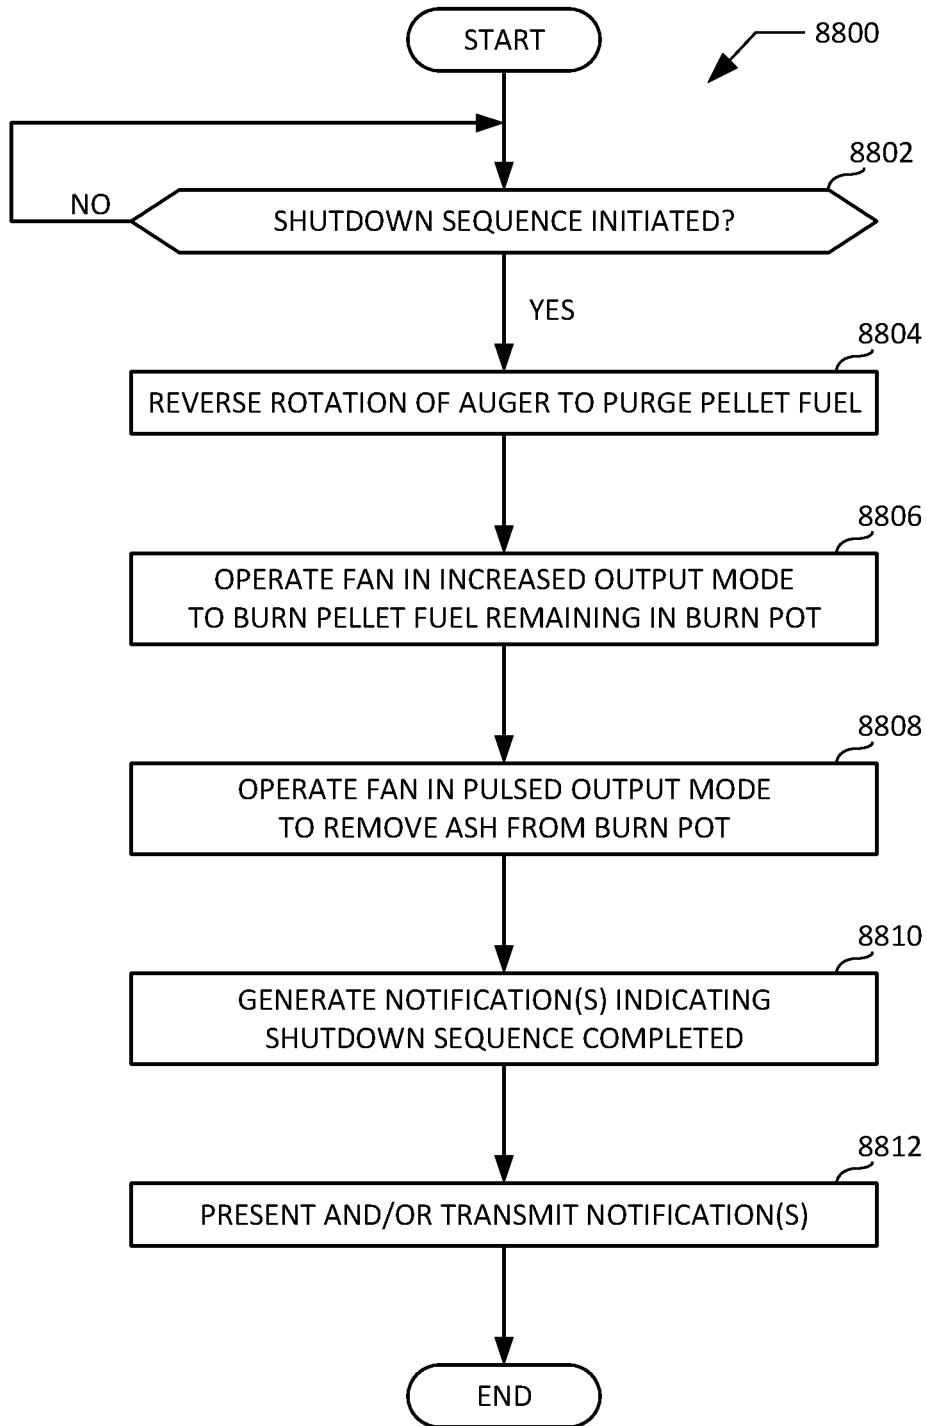 START
8800
8802
NO
SHUTDOWN SEQUENCE INITIATED?
YES
8804
REVERSE ROTATION OF AUGER TO PURGE PELLET FUEL
8806
OPERATE FAN IN INCREASED OUTPUT MODE
TO BURN PELLET FUEL REMAINING IN BURN POT
8808
OPERATE FAN IN PULSED OUTPUT MODE
TO REMOVE ASH FROM BURN POT
8810
GENERATE NOTIFICATION(S) INDICATING
SHUTDOWN SEQUENCE COMPLETED
8812
PRESENT AND/OR TRANSMIT NOTIFICATION(S)
END